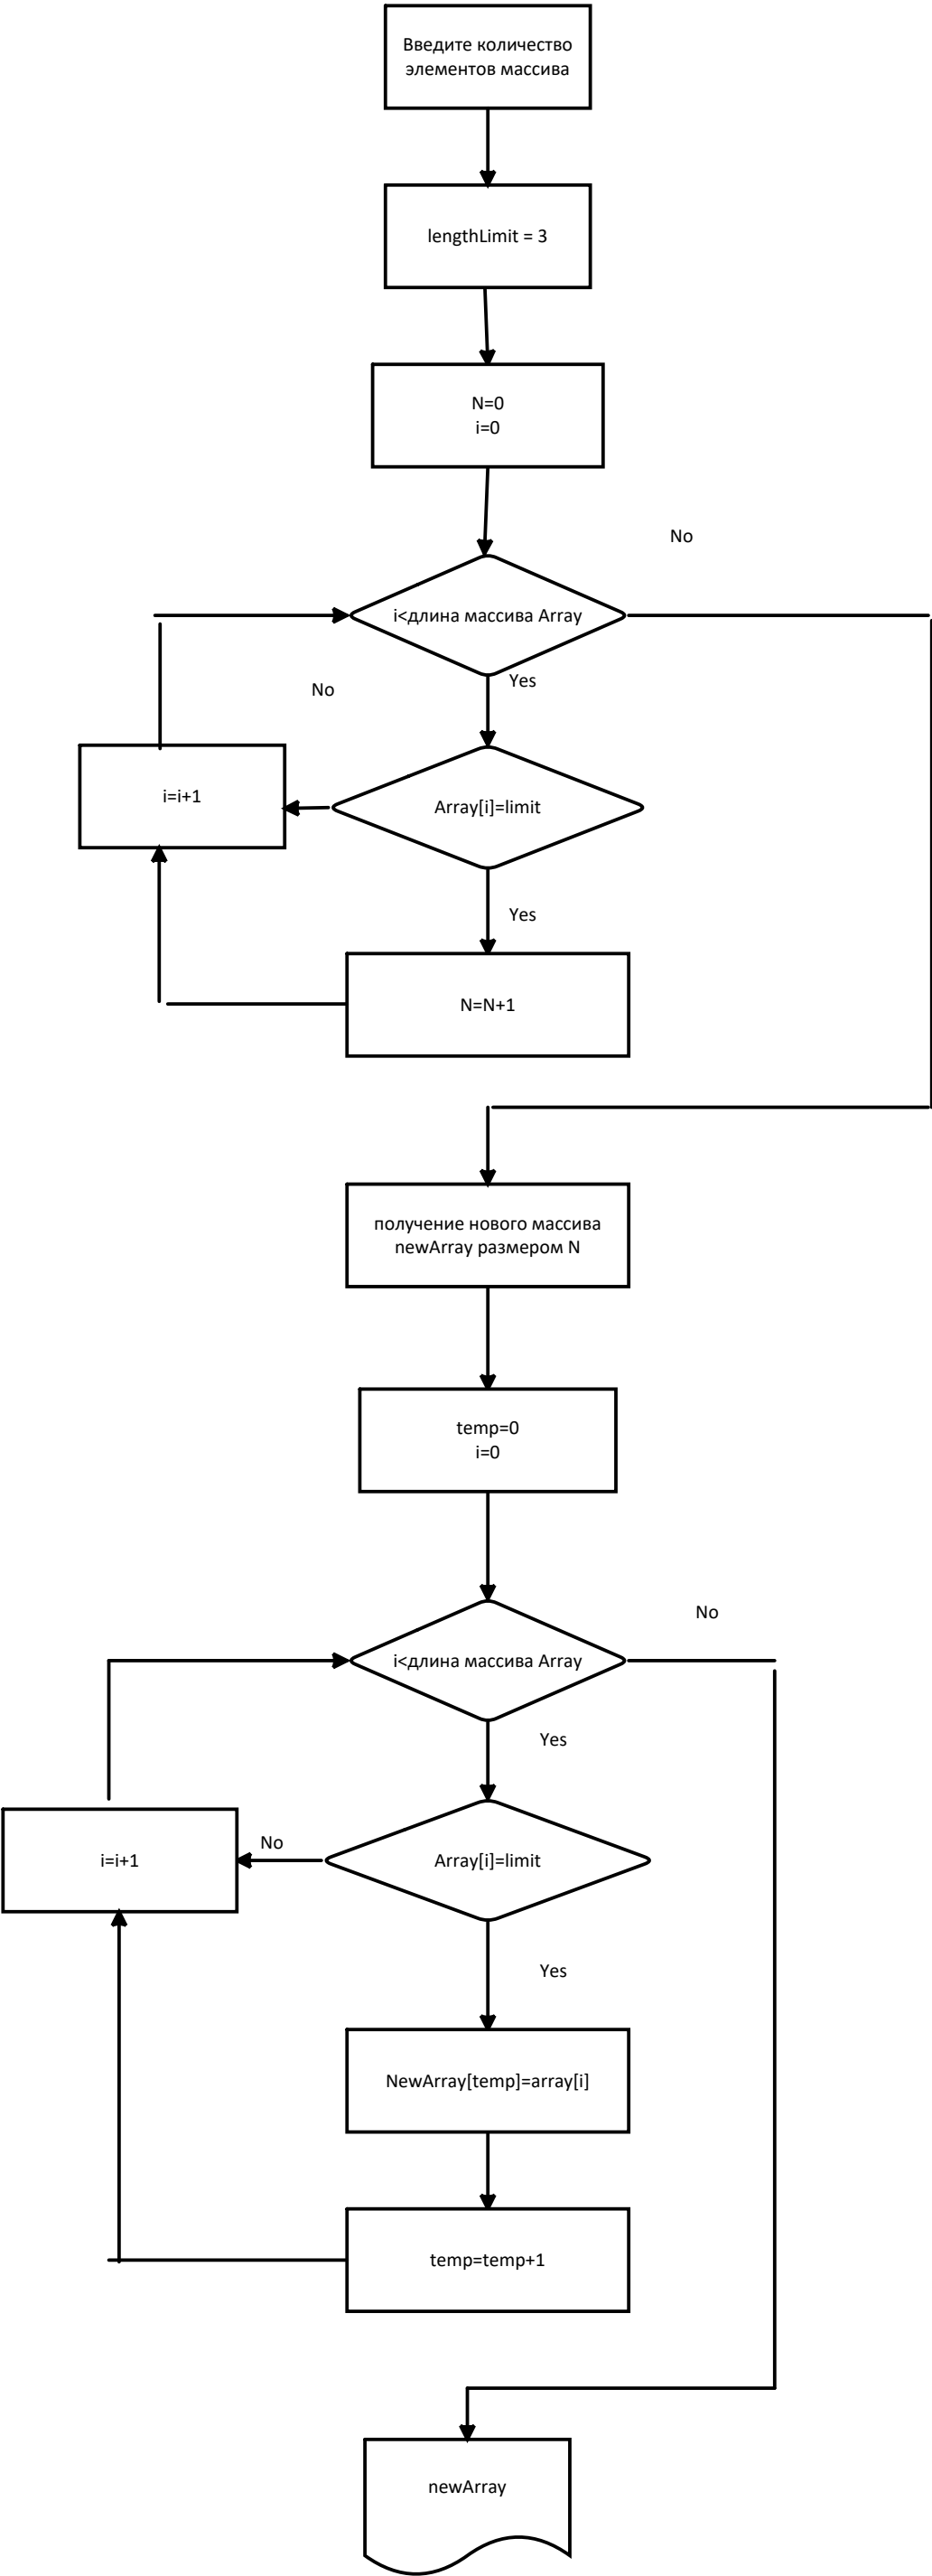 Введите количество
элементов массива
lengthLimit = 3
N=0
i=0
No
i<длина массива Array
Yes
No
i=i+1
Array[i]=limit
Yes
N=N+1
получение нового массива
newArray размером N
temp=0
i=0
No
i<длина массива Array
Yes
No
i=i+1
Array[i]=limit
Yes
NewArray[temp]=array[i]
temp=temp+1
newArray